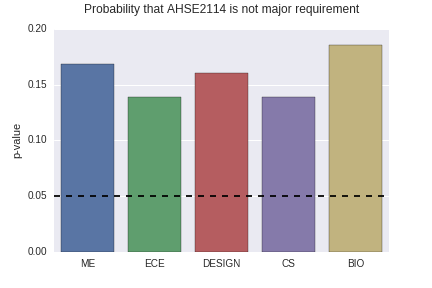 Probability that AHSE2114 is not major requirement
0.20
0.15
0.10
0.05
0.00
p-value
ME ECE DESIGN CS BIO